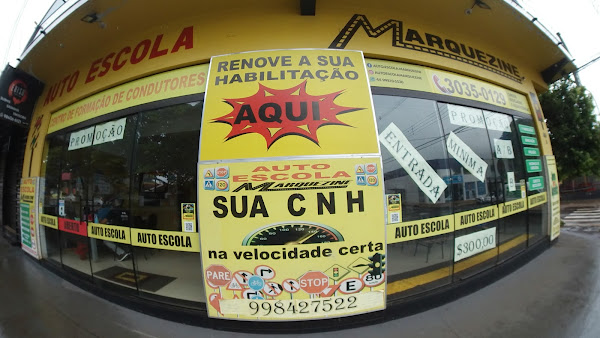 AUTO ESCOLA
MARQUEZINE
CENTRO DE FORMAÇÃO DE CONDUTORES
3035-0129
PROMOÇÃO
RENOVE A SUA
HABILITAÇÃO
AQUI
AUTO
ESCOLA
MARQUEZINE
SUA CNH
na velocidade certa
PARE
STOP
E
80
998427522
PROMOÇÃO
ENTRADA
MINIMA
A/B
$300,00
AUTO ESCOLA
AUTO ESCOLA
AUTO ESCOLA
AUTO ESCOLA